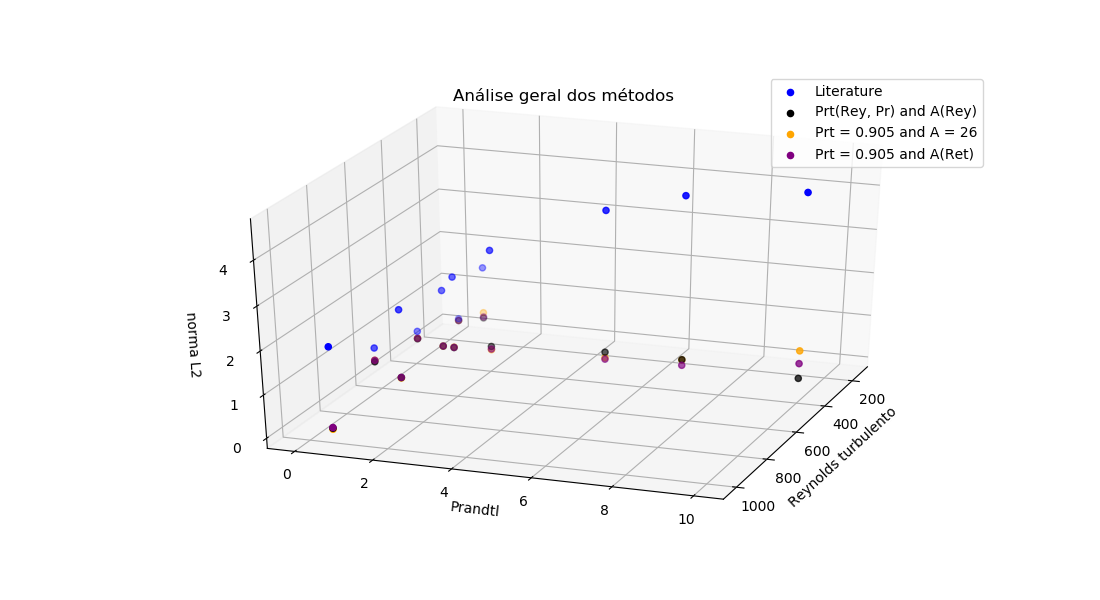 Análise geral dos métodos
Literature
Prt(Rey, Pr) and A(Rey)
Prt = 0.905 and A = 26
Prt = 0.905 and A(Ret)
norma L2
4
3
2
1
0
0
2
4
6
8
10
Prandtl
200
400
600
800
1000
Reynolds turbulento